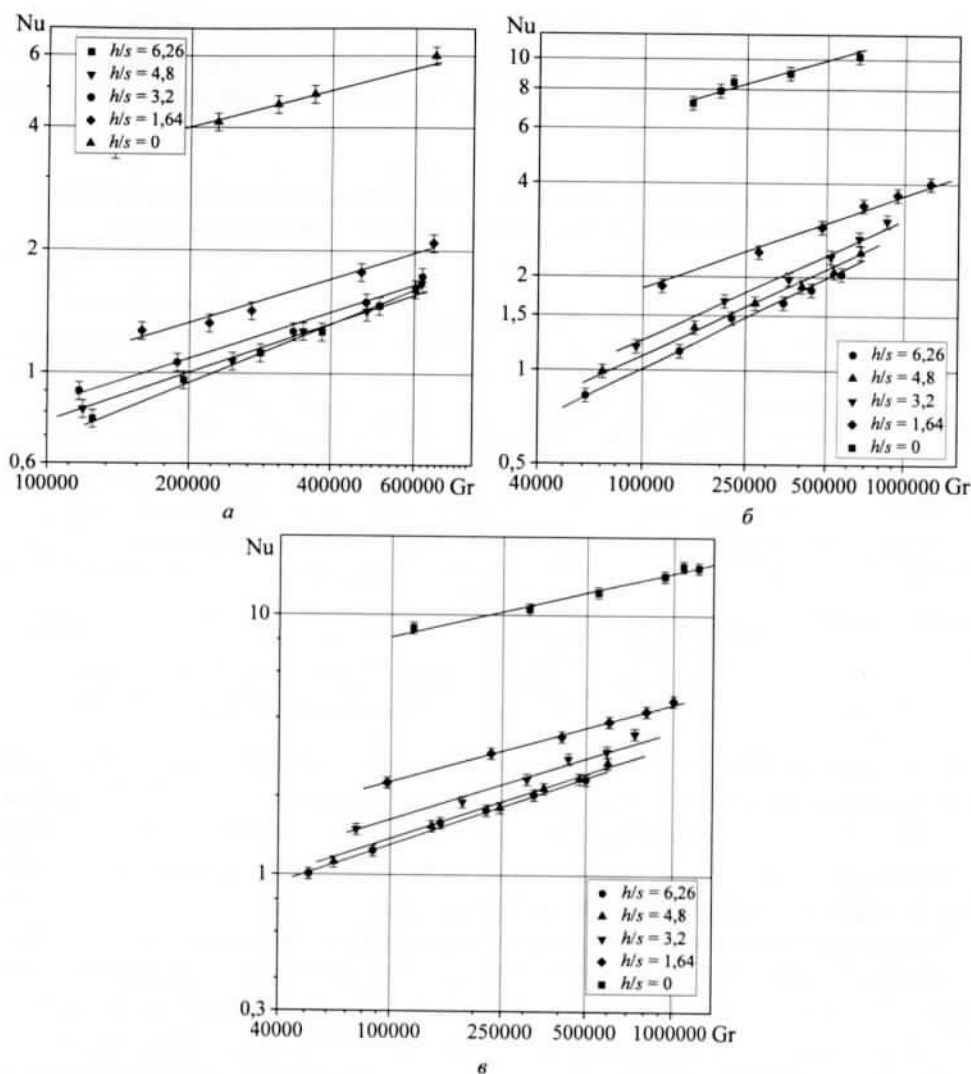 Nu
6
4
2
1
0,6
h/s = 6,26
h/s = 4,8
h/s = 3,2
h/s = 1,64
h/s = 0
100000 200000 400000 600000 Gr
а
Nu
10
8
6
4
2
1,5
1
0,5
h/s = 6,26
h/s = 4,8
h/s = 3,2
h/s = 1,64
h/s = 0
40000 100000 250000 500000 1000000 Gr
б
Nu
10
1
0,3
h/s = 6,26
h/s = 4,8
h/s = 3,2
h/s = 1,64
h/s = 0
40000 100000 250000 500000 1000000 Gr
в